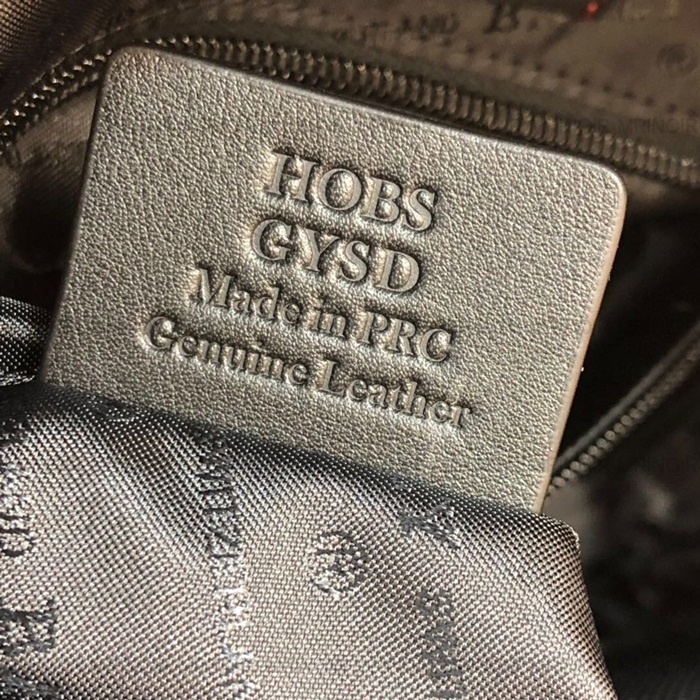 HOBS
GYSD
Made in PRC
Genuine Leather